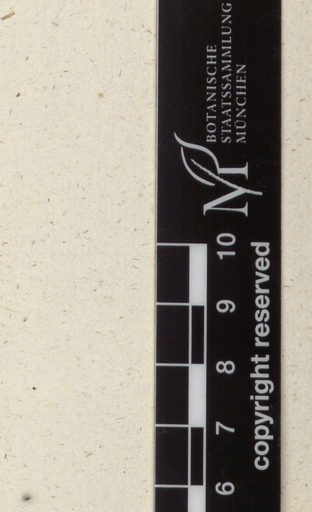 BOTANISCHE
STAATSSAMMLUNG
MÜNCHEN
6 7 8 9 10
copyright reserved